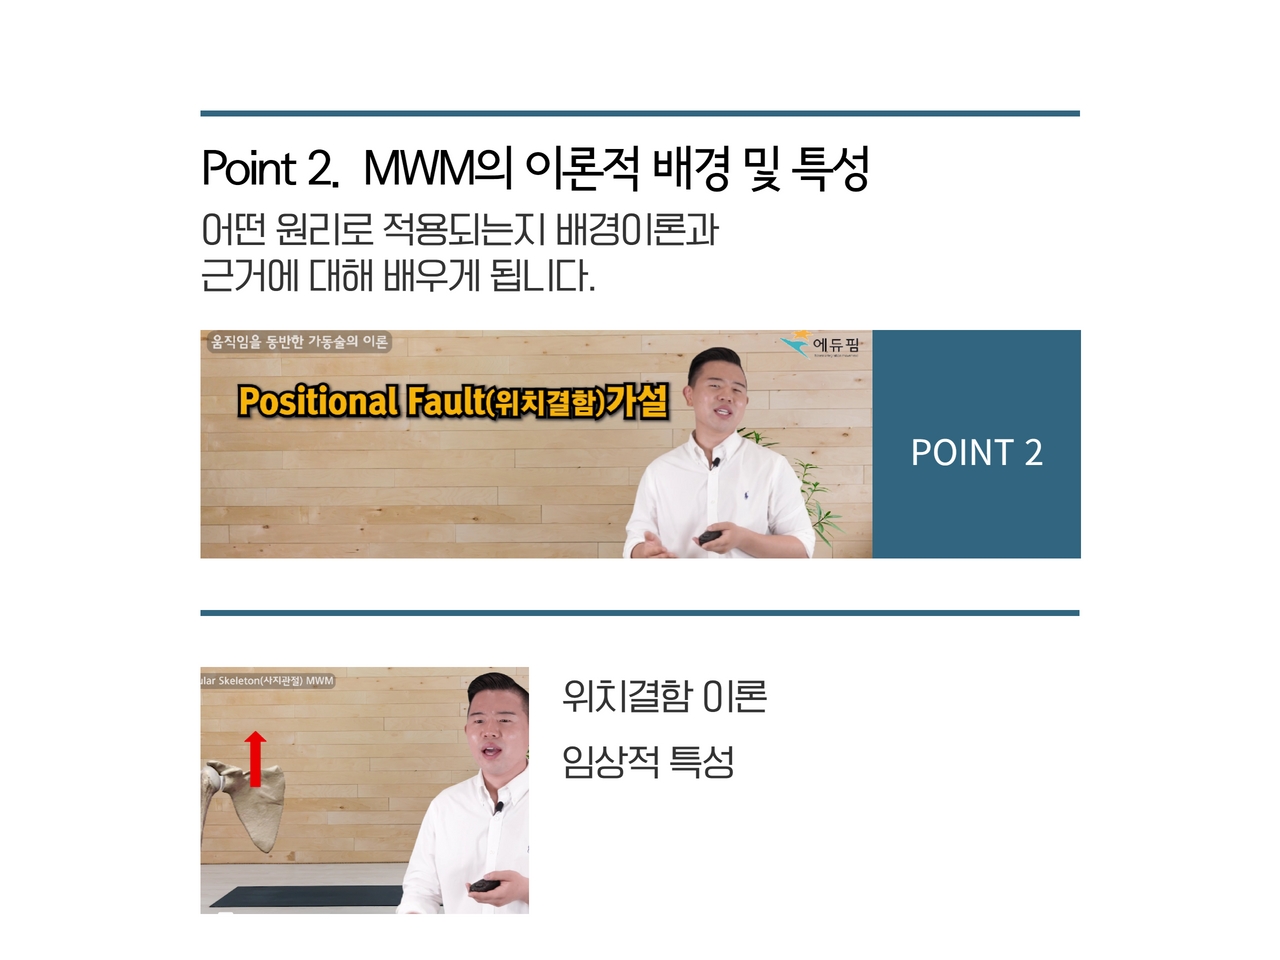 Point 2. MWM의 이론적 배경 및 특성
어떤 원리로 적용되는지 배경이론과
근거에 대해 배우게 됩니다.
움직임을 동반한 가동술의 이론
에듀핌
Positional Fault(위치결함)가설
POINT 2
ular Skeleton(사지관절) MWM
위치결함 이론
임상적 특성